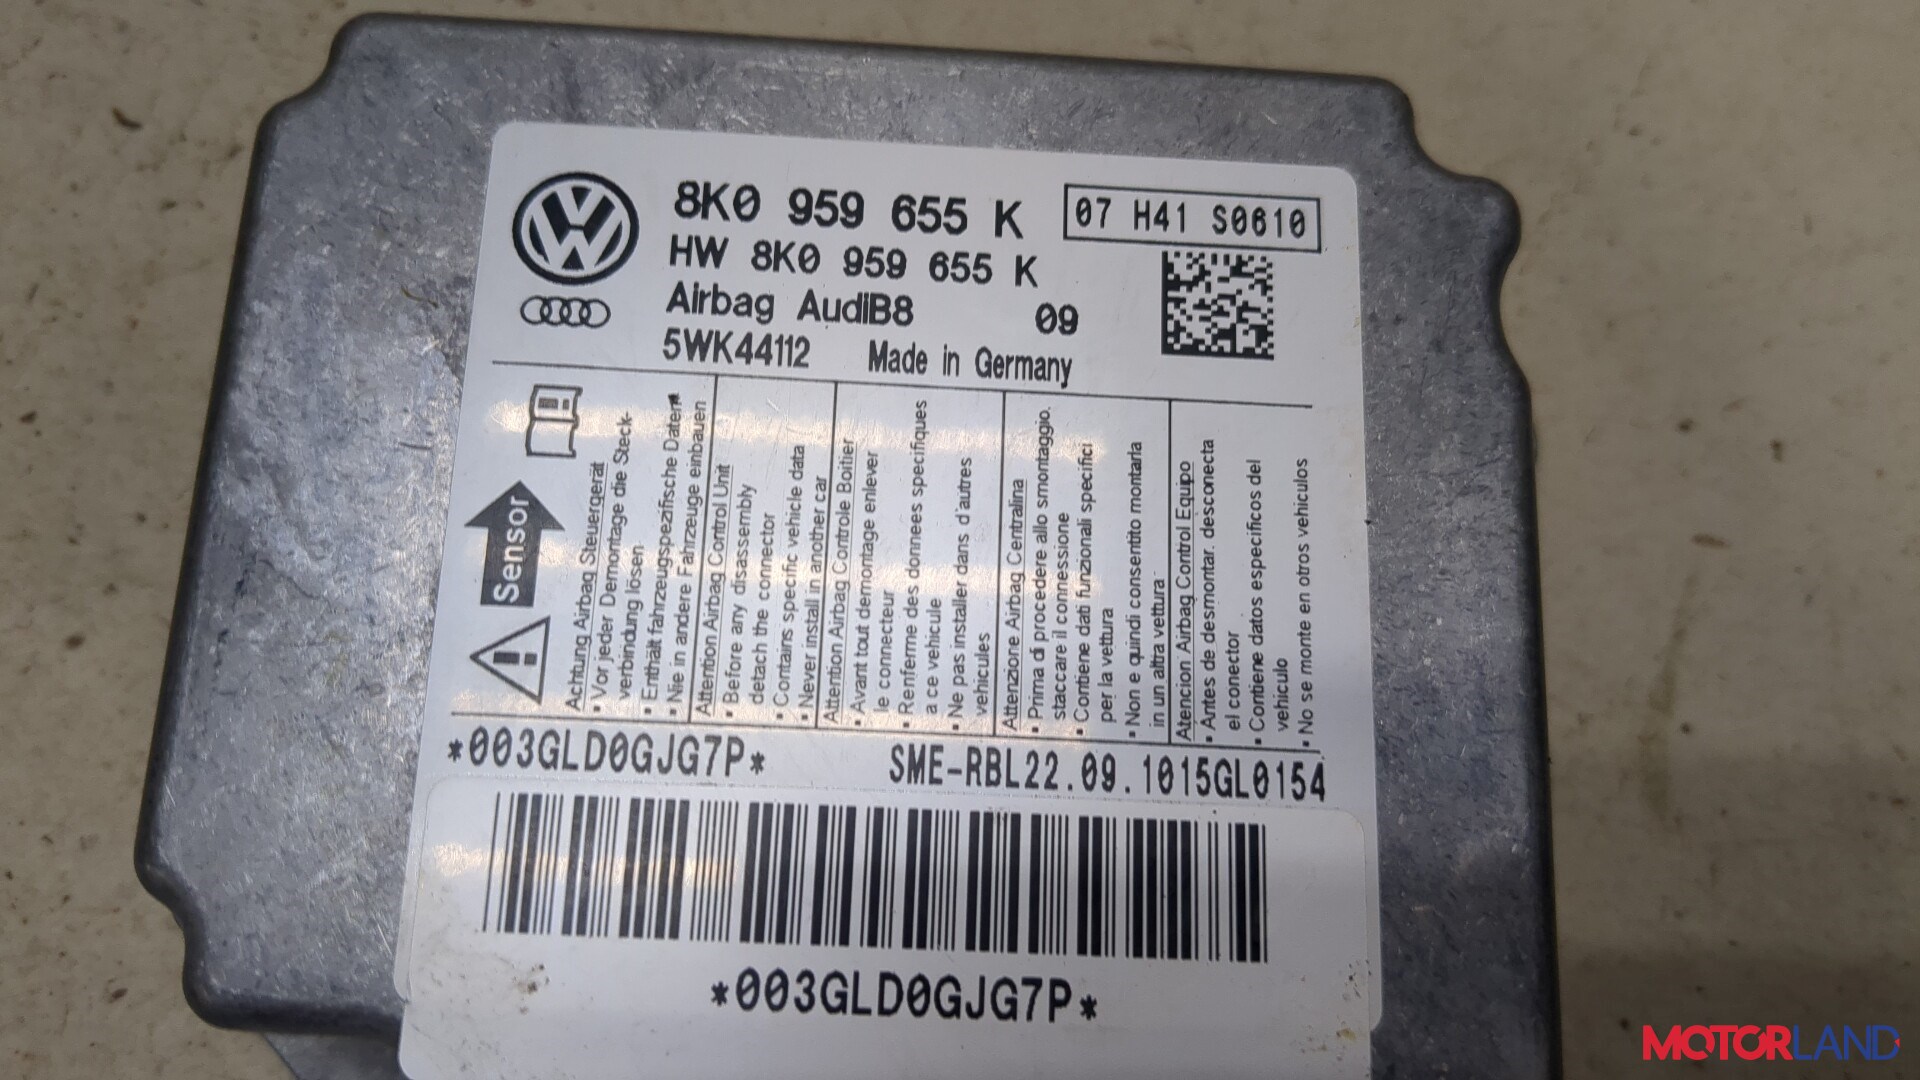 8K0 959 655 K
07 H41 S0610
HW 8K0 959 655 K
Airbag AudiB8 09
5WK44112 Made in Germany
Sensor
Achtung Airbag Steuergerät
▪ Vor jeder Demontage die Steck-
verbindung lösen
▪ Enthält fahrzeugspezifische Daten
▪ Nie in andere Fahrzeuge einbauen
Attention Airbag Control Unit
▪ Before any disassembly
detach the connector
▪ Contains specific vehicle data
▪ Never install in another car
Attention Airbag Controle Boitier
▪ Avant tout demontage enlever
le connecteur
▪ Renferme des donnees specifiques
a ce vehicule
▪ Ne pas installer dans d'autres
vehicules
Attenzione Airbag Centralina
▪ Prima di procedere allo smontaggio.
staccare il connessione
▪ Contiene dati funzionali specifici
per la vettura
▪ Non e quindi consentito montarla
in un altra vettura
Atencion Airbag Control Equipo
▪ Antes de desmontar. desconecta
el conector
▪ Contiene datos especificos del
vehiculo
▪ No se monte en otros vehiculos
*003GLD0GJG7P*
SME-RBL22.09.1015GL0154
*003GLD0GJG7P*
MOTORLAND